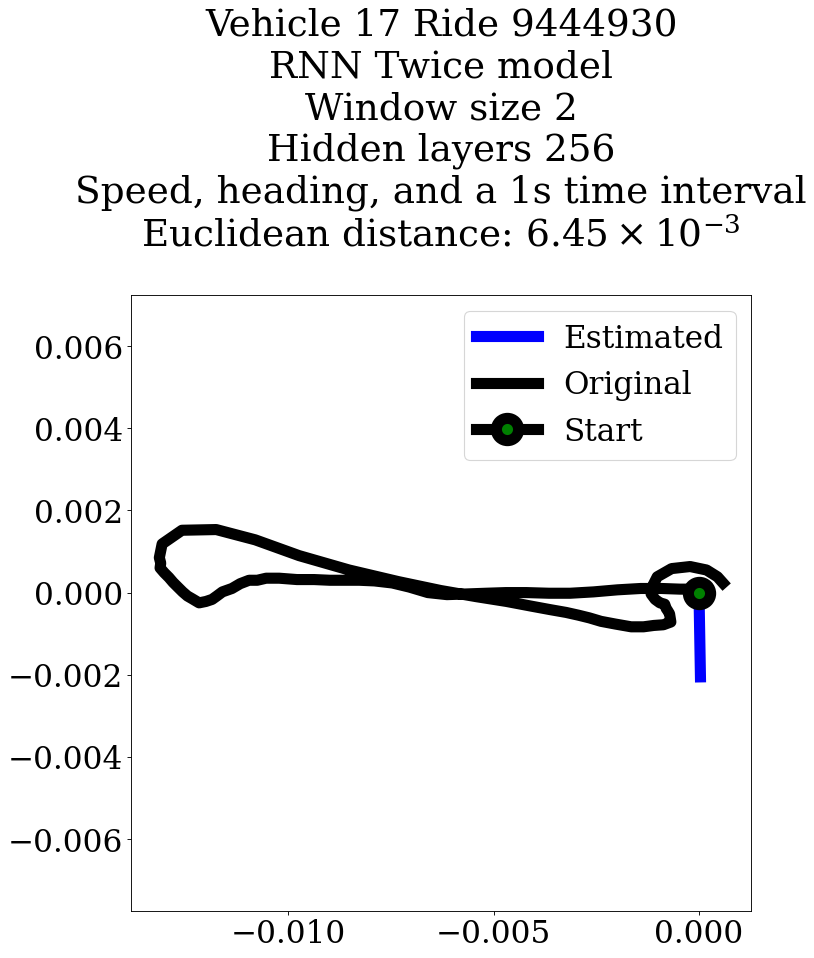 Vehicle 17 Ride 9444930
RNN Twice model
Window size 2
Hidden layers 256
Speed, heading, and a 1s time interval
Euclidean distance: 6.45 × 10⁻³
Estimated
Original
Start
0.006
0.004
0.002
0.000
−0.002
−0.004
−0.006
−0.010 −0.005 0.000